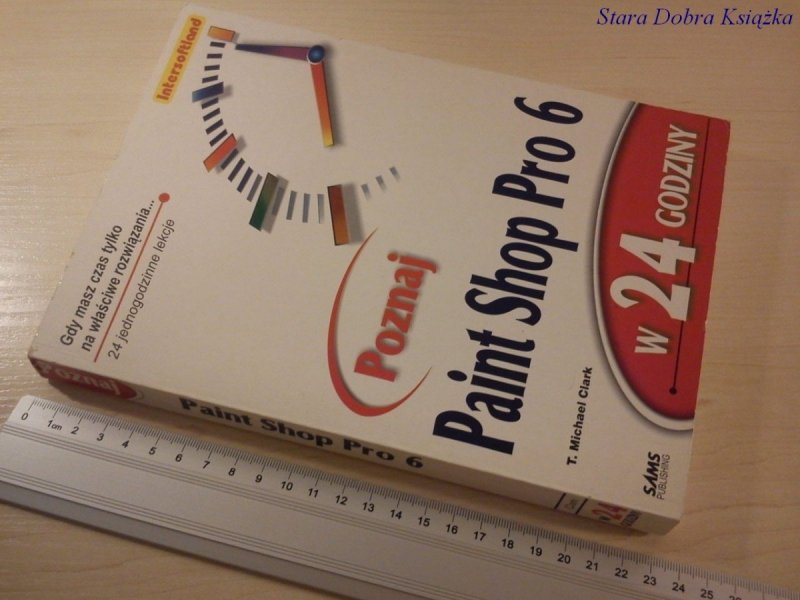 Stara Dobra Książka
Intersoftland
Gdy masz czas tylko
na właściwe rozwiązania...
24 jednogodzinne lekcje
Poznaj
Paint Shop Pro 6
w 24 GODZINY
T. Michael Clark
SAMS
PUBLISHING
Poznaj
Paint Shop Pro 6
w 24
0 1cm 2 3 4 5 6 7 8 9 10 11 12 13 14 15 16 17 18 19 20 21 22 23 24 25